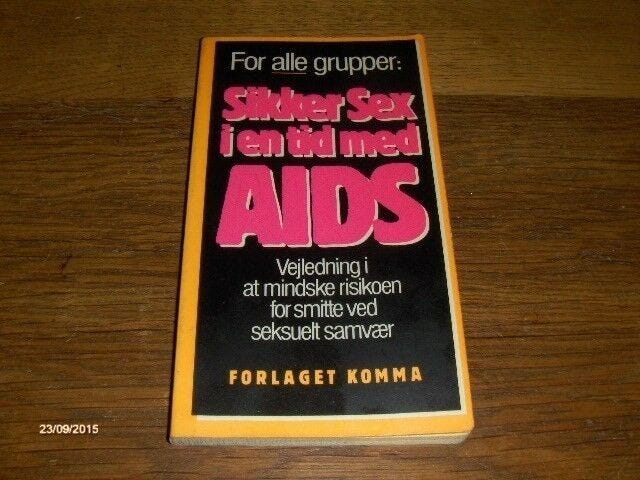 For alle grupper:
Sikker Sex
i en tid med
AIDS
Vejledning i
at mindske risikoen
for smitte ved
seksuelt samvær
FORLAGET KOMMA
23/09/2015